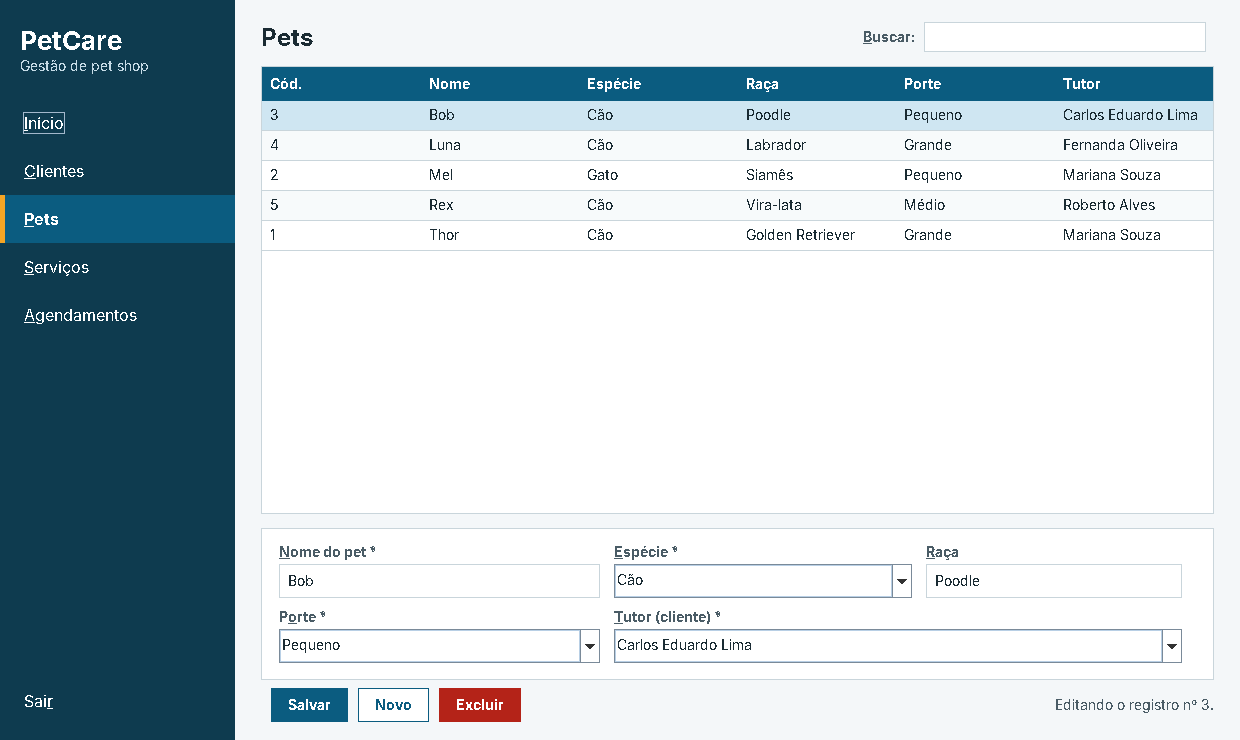 PetCare
Gestão de pet shop
Início
Clientes
Pets
Serviços
Agendamentos
Sair
Pets
Buscar:
Cód. Nome Espécie Raça Porte Tutor
3 Bob Cão Poodle Pequeno Carlos Eduardo Lima
4 Luna Cão Labrador Grande Fernanda Oliveira
2 Mel Gato Siamês Pequeno Mariana Souza
5 Rex Cão Vira-lata Médio Roberto Alves
1 Thor Cão Golden Retriever Grande Mariana Souza
Nome do pet * Espécie * Raça
Bob Cão Poodle
Porte * Tutor (cliente) *
Pequeno Carlos Eduardo Lima
Salvar Novo Excluir Editando o registro nº 3.